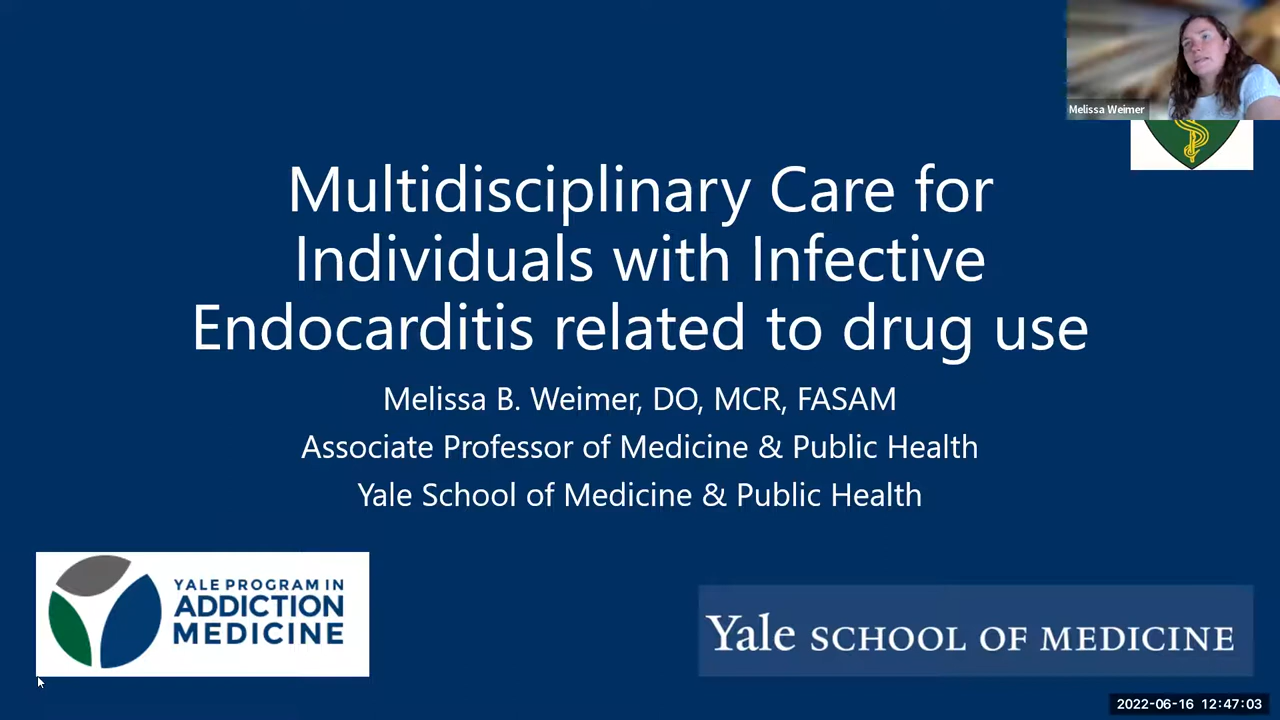 Melissa Weimer
Multidisciplinary Care for
Individuals with Infective
Endocarditis related to drug use
Melissa B. Weimer, DO, MCR, FASAM
Associate Professor of Medicine & Public Health
Yale School of Medicine & Public Health
YALE PROGRAM IN
ADDICTION
MEDICINE
Yale SCHOOL OF MEDICINE
2022-06-16 12:47:03